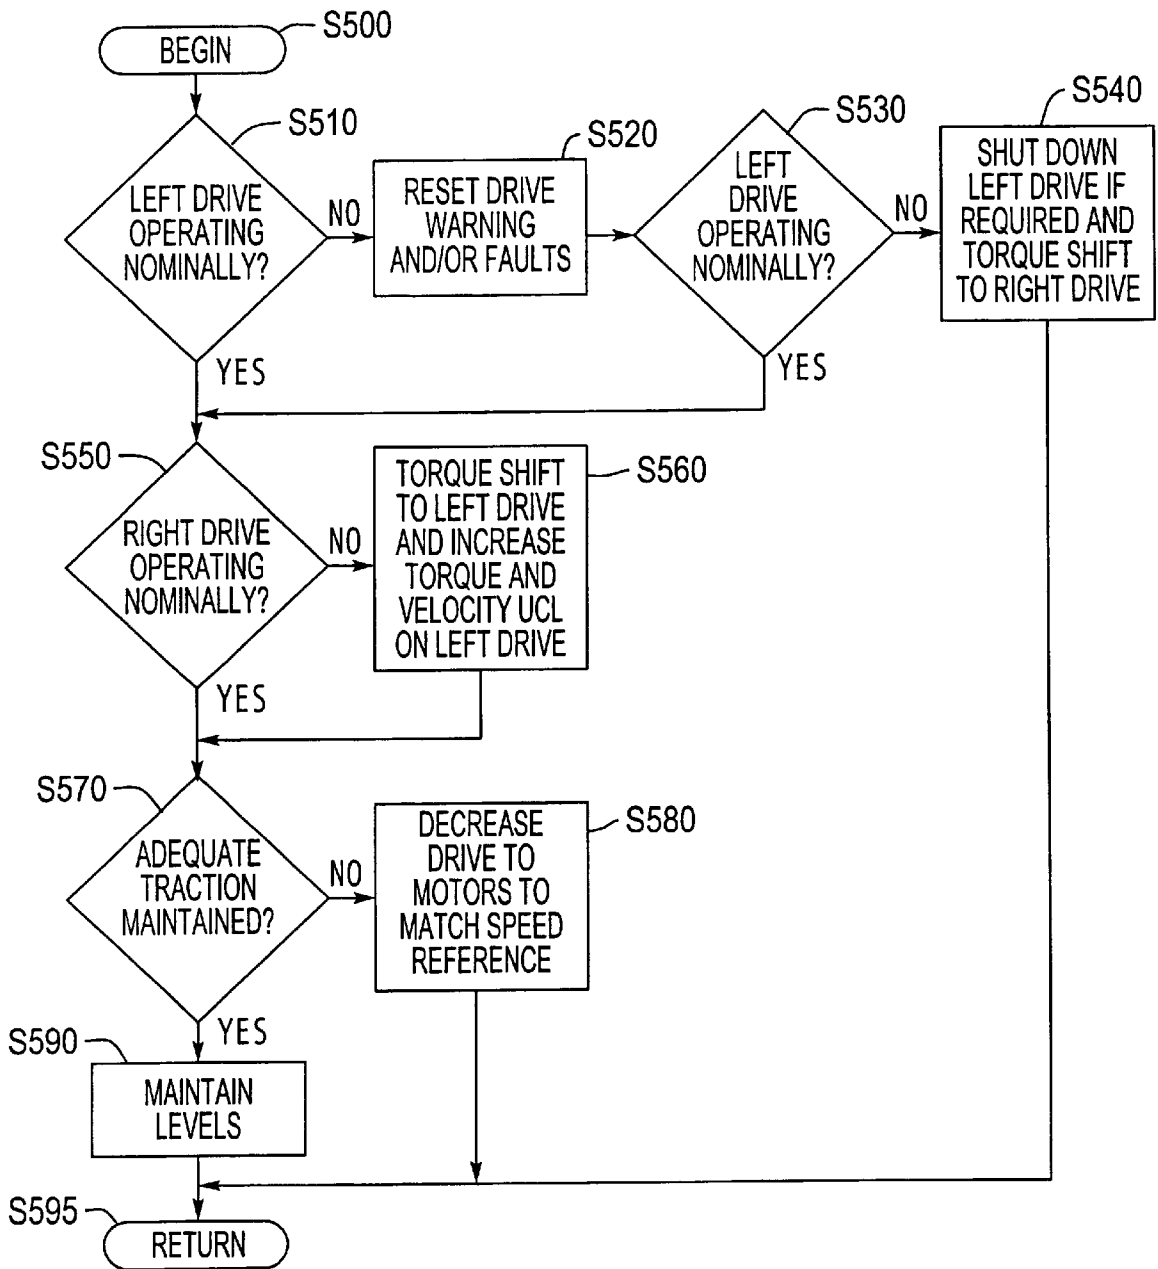 S500
BEGIN
S510
LEFT DRIVE
OPERATING
NOMINALLY?
NO
YES
S520
RESET DRIVE
WARNING
AND/OR FAULTS
S530
LEFT
DRIVE
OPERATING
NOMINALLY?
NO
YES
S540
SHUT DOWN
LEFT DRIVE IF
REQUIRED AND
TORQUE SHIFT
TO RIGHT DRIVE
S550
RIGHT DRIVE
OPERATING
NOMINALLY?
NO
YES
S560
TORQUE SHIFT
TO LEFT DRIVE
AND INCREASE
TORQUE AND
VELOCITY UCL
ON LEFT DRIVE
S570
ADEQUATE
TRACTION
MAINTAINED?
NO
YES
S580
DECREASE
DRIVE TO
MOTORS TO
MATCH SPEED
REFERENCE
S590
MAINTAIN
LEVELS
S595
RETURN